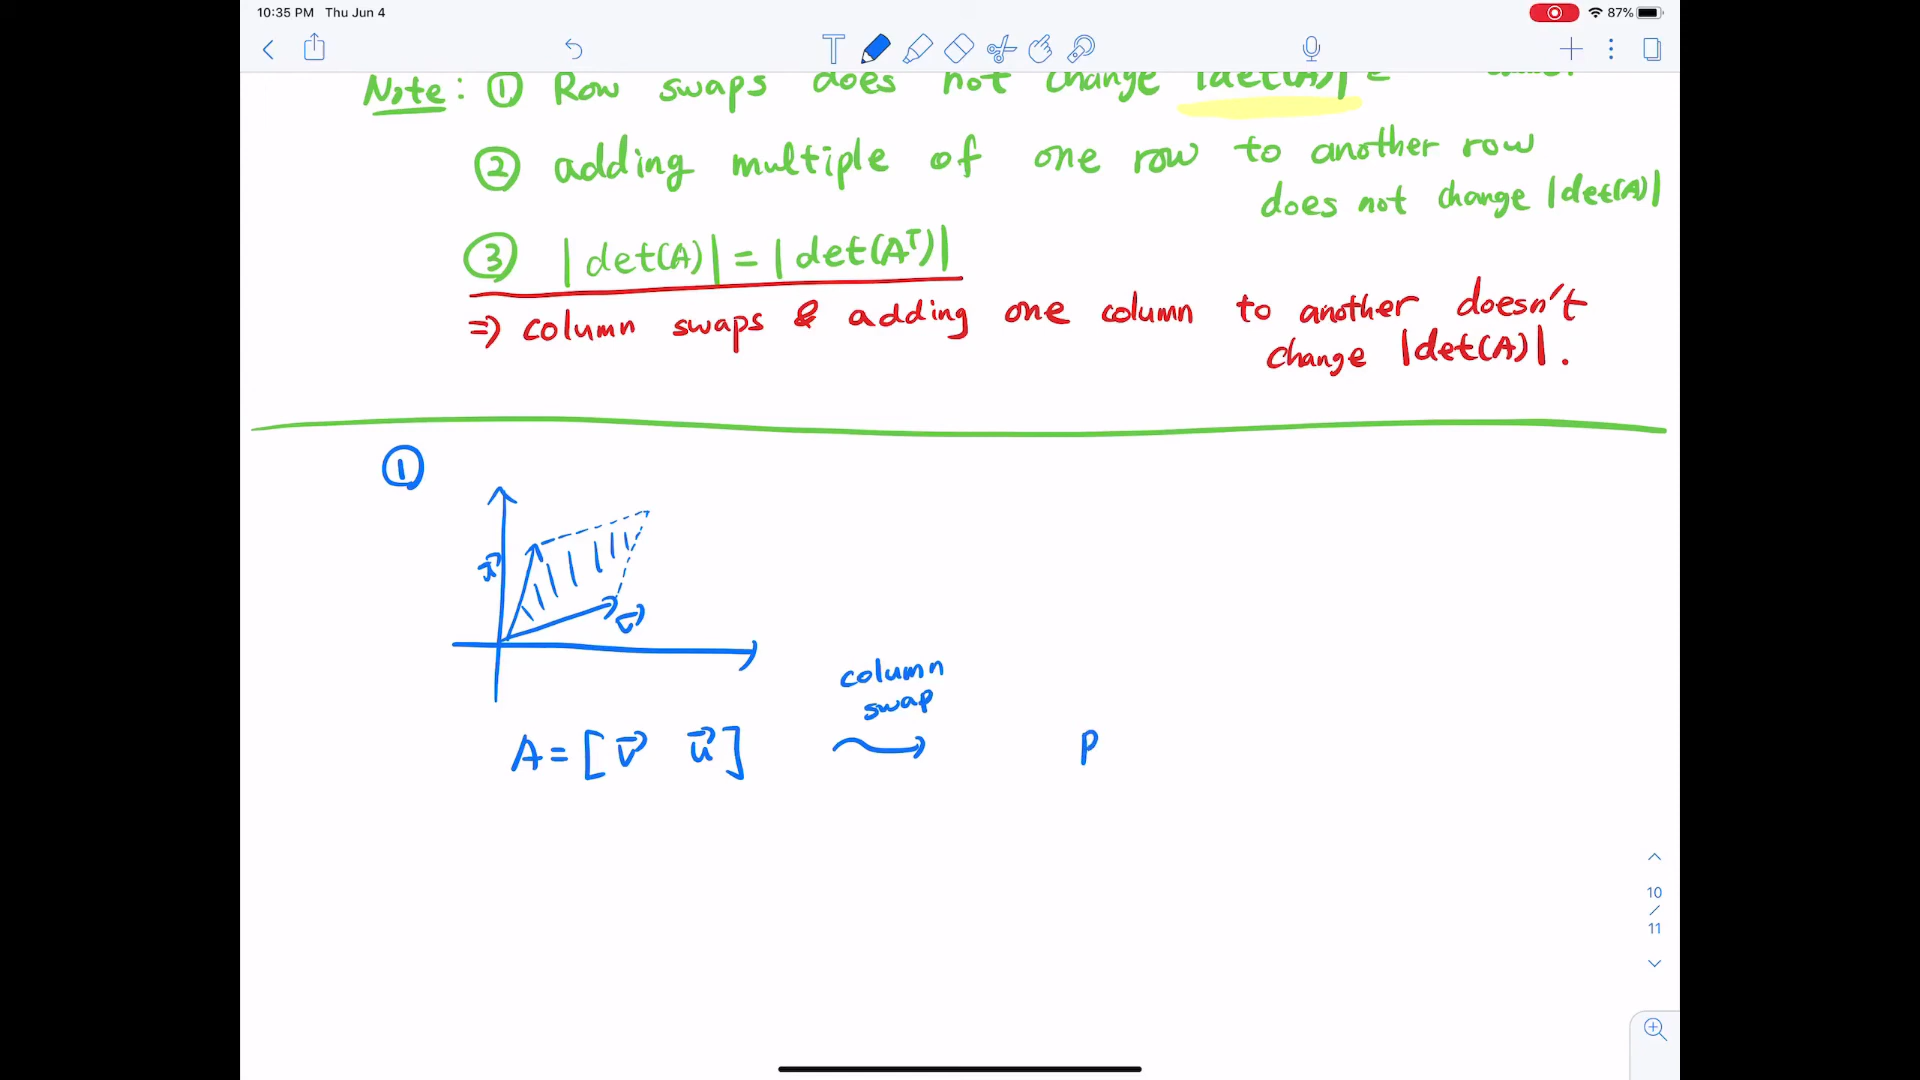 10:35 PM Thu Jun 4
87%
Note: ① Row swaps does not change |det(A)|
② adding multiple of one row to another row
does not change |det(A)|
③ |det(A)| = |det(Aᵀ)|
⇒ column swaps & adding one column to another doesn't
change |det(A)|.
①
u⃗
v⃗
column
swap
A = [ v⃗ u⃗ ]
P
10
/
11